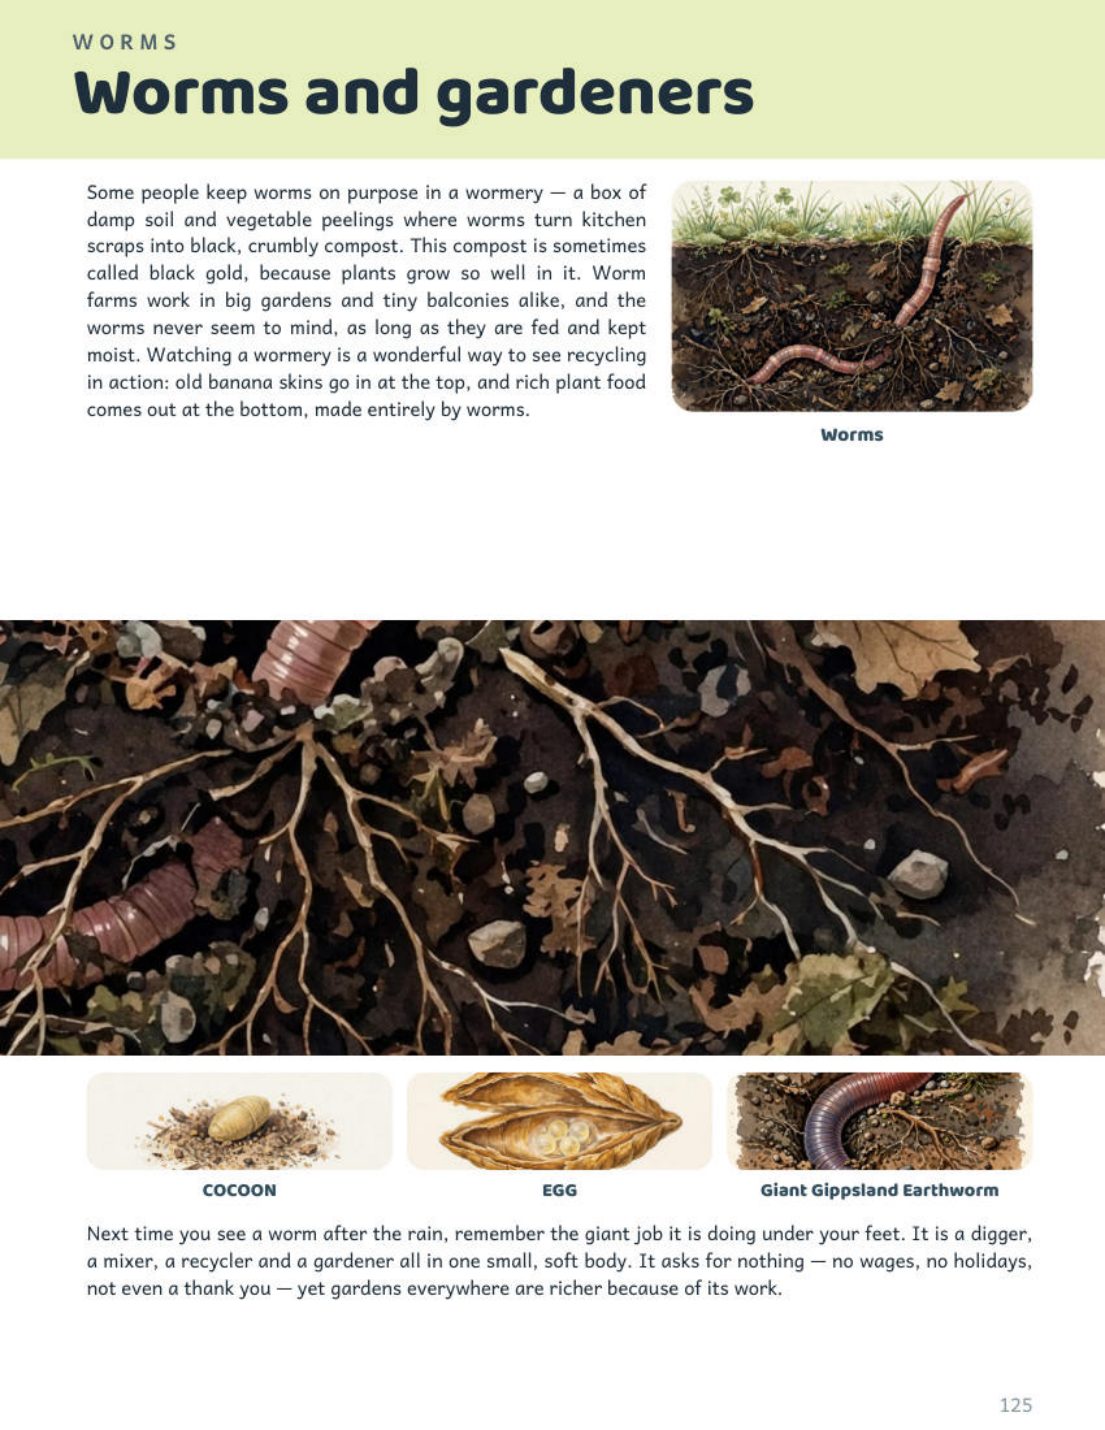 WORMS
Worms and gardeners
Some people keep worms on purpose in a wormery — a box of
damp soil and vegetable peelings where worms turn kitchen
scraps into black, crumbly compost. This compost is sometimes
called black gold, because plants grow so well in it. Worm
farms work in big gardens and tiny balconies alike, and the
worms never seem to mind, as long as they are fed and kept
moist. Watching a wormery is a wonderful way to see recycling
in action: old banana skins go in at the top, and rich plant food
comes out at the bottom, made entirely by worms.
Worms
COCOON
EGG
Giant Gippsland Earthworm
Next time you see a worm after the rain, remember the giant job it is doing under your feet. It is a digger,
a mixer, a recycler and a gardener all in one small, soft body. It asks for nothing — no wages, no holidays,
not even a thank you — yet gardens everywhere are richer because of its work.
125